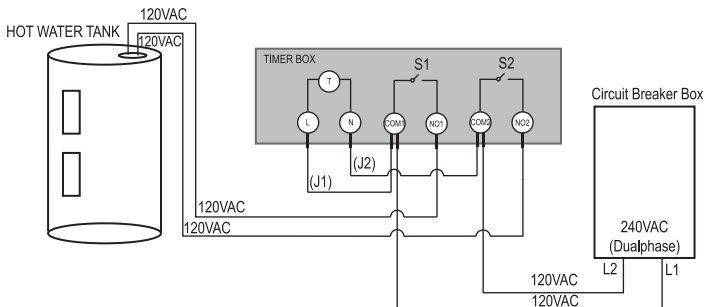 120VAC
HOT WATER TANK
120VAC
TIMER BOX
S1
S2
T
L
N
COM1
NO1
COM2
NO2
Circuit Breaker Box
(J1)
(J2)
120VAC
120VAC
240VAC
(Dualphase)
L2
L1
120VAC
120VAC